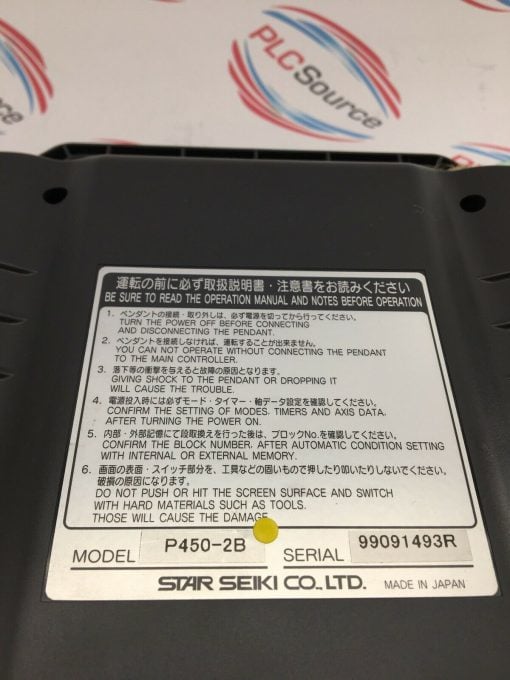 PLCSource
運転の前に必ず取扱説明書・注意書をお読みください
BE SURE TO READ THE OPERATION MANUAL AND NOTES BEFORE OPERATION
1. ペンダントの接続・取り外しは、必ず電源を切ってから行ってください。
TURN THE POWER OFF BEFORE CONNECTING
AND DISCONNECTING THE PENDANT.
2. ペンダントを接続しなければ、運転することが出来ません。
YOU CAN NOT OPERATE WITHOUT CONNECTING THE PENDANT
TO THE MAIN CONTROLLER.
3. 落下等の衝撃を与えると故障の原因となります。
GIVING SHOCK TO THE PENDANT OR DROPPING IT
WILL CAUSE THE TROUBLE.
4. 電源投入時には必ずモード・タイマー・軸データ設定を確認してください。
CONFIRM THE SETTING OF MODES. TIMERS AND AXIS DATA.
AFTER TURNING THE POWER ON.
5. 内部・外部記憶にて段取換えを行った後は、ブロックNo.を確認してください。
CONFIRM THE BLOCK NUMBER. AFTER AUTOMATIC CONDITION SETTING
WITH INTERNAL OR EXTERNAL MEMORY.
6. 画面の表面・スイッチ部分を、工具などの固いもので押したり叩いたりしないでください。
破損の原因になります。
DO NOT PUSH OR HIT THE SCREEN SURFACE AND SWITCH
WITH HARD MATERIALS SUCH AS TOOLS.
THOSE WILL CAUSE THE DAMAGE
MODEL P450-2B SERIAL 99091493R
STAR SEIKI CO.,LTD. MADE IN JAPAN